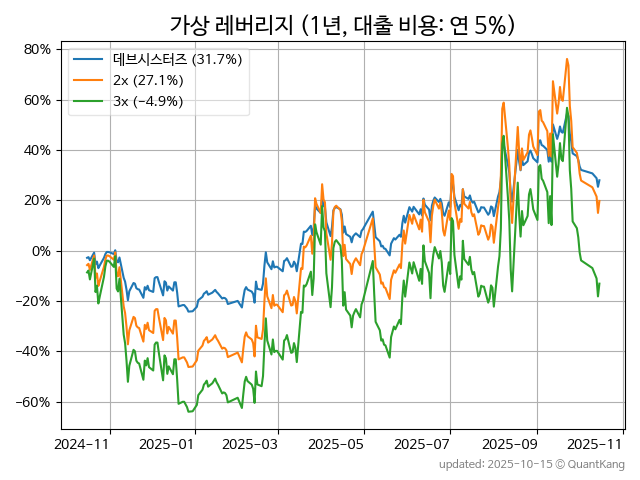 가상 레버리지 (1년, 대출 비용: 연 5%)
데브시스터즈 (31.7%)
2x (27.1%)
3x (−4.9%)
80%
60%
40%
20%
0%
−20%
−40%
−60%
2024-11 2025-01 2025-03 2025-05 2025-07 2025-09 2025-11
updated: 2025-10-15 © QuantKang